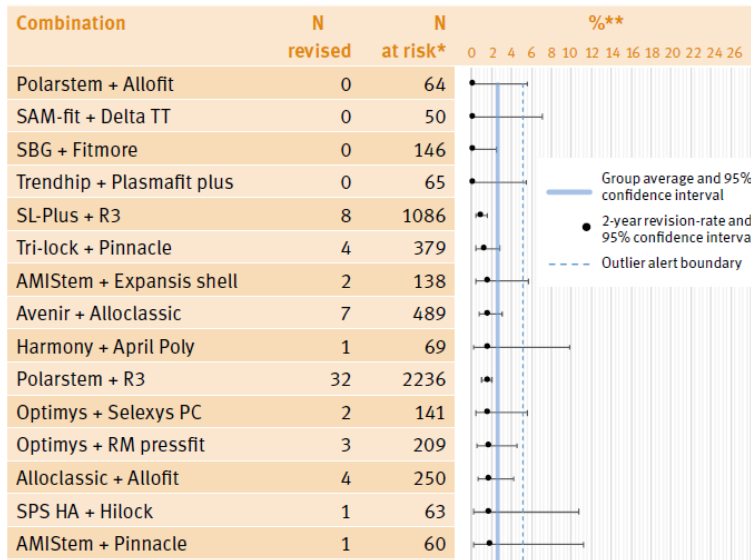 Combination N N %**
revised at risk* 0 2 4 6 8 10 12 14 16 18 20 22 24 26
Polarstem + Allofit 0 64
SAM-fit + Delta TT 0 50
SBG + Fitmore 0 146
Trendhip + Plasmafit plus 0 65
SL-Plus + R3 8 1086
Tri-lock + Pinnacle 4 379
AMIStem + Expansis shell 2 138
Avenir + Alloclassic 7 489
Harmony + April Poly 1 69
Polarstem + R3 32 2236
Optimys + Selexys PC 2 141
Optimys + RM pressfit 3 209
Alloclassic + Allofit 4 250
SPS HA + Hilock 1 63
AMIStem + Pinnacle 1 60
Group average and 95%
confidence interval
2-year revision-rate and
95% confidence interva
Outlier alert boundary